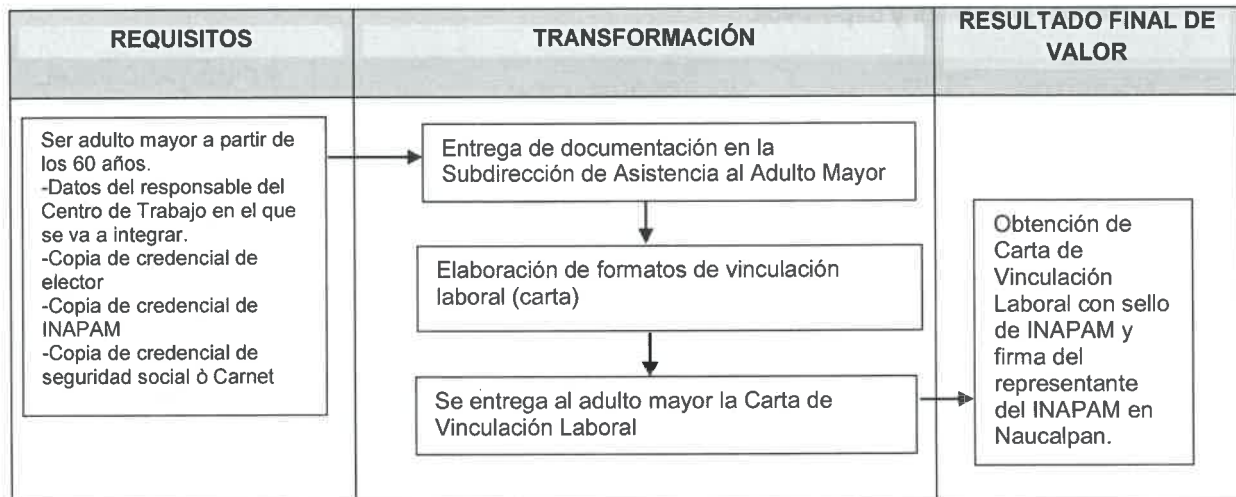 REQUISITOS
TRANSFORMACIÓN
RESULTADO FINAL DE
VALOR
Ser adulto mayor a partir de
los 60 años.
-Datos del responsable del
Centro de Trabajo en el que
se va a integrar.
-Copia de credencial de
elector
-Copia de credencial de
INAPAM
-Copia de credencial de
seguridad social ò Carnet
Entrega de documentación en la
Subdirección de Asistencia al Adulto Mayor
Elaboración de formatos de vinculación
laboral (carta)
Se entrega al adulto mayor la Carta de
Vinculación Laboral
Obtención de
Carta de
Vinculación
Laboral con sello
de INAPAM y
firma del
representante
del INAPAM en
Naucalpan.